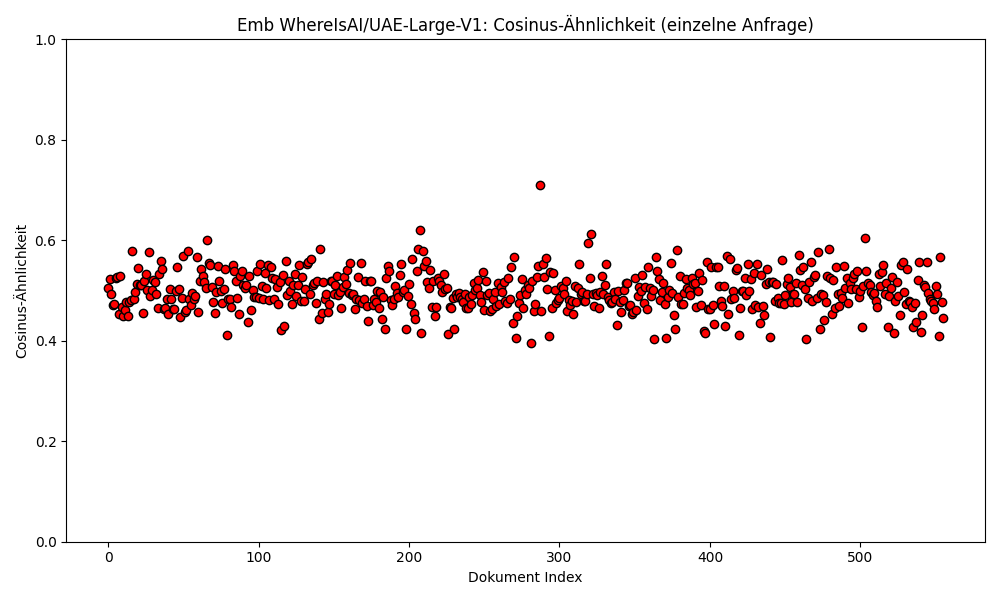 Emb WhereIsAI/UAE-Large-V1: Cosinus-Ähnlichkeit (einzelne Anfrage)
1.0
0.8
0.6
0.4
0.2
0.0
Cosinus-Ähnlichkeit
0 100 200 300 400 500
Dokument Index